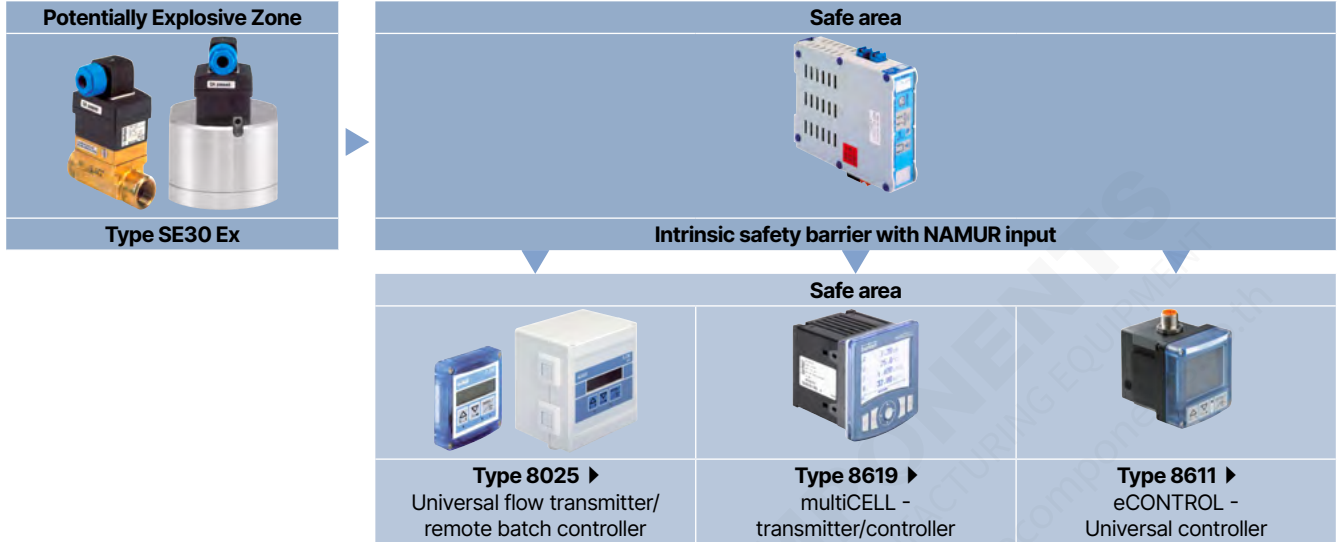 Potentially Explosive Zone
Safe area
Type SE30 Ex
Intrinsic safety barrier with NAMUR input
Safe area
Type 8025
Universal flow transmitter/
remote batch controller
Type 8619
multiCELL -
transmitter/controller
Type 8611
eCONTROL -
Universal controller